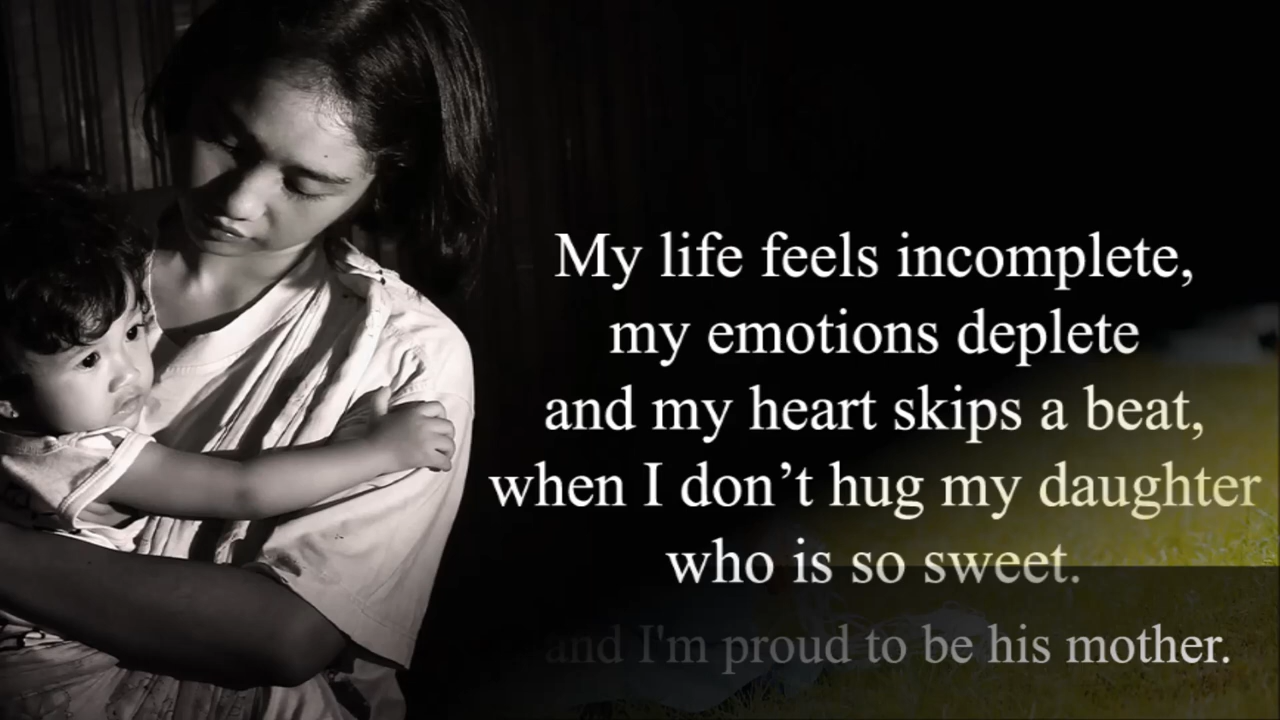 My life feels incomplete,
my emotions deplete
and my heart skips a beat,
when I don’t hug my daughter
who is so sweet.
and I'm proud to be his mother.